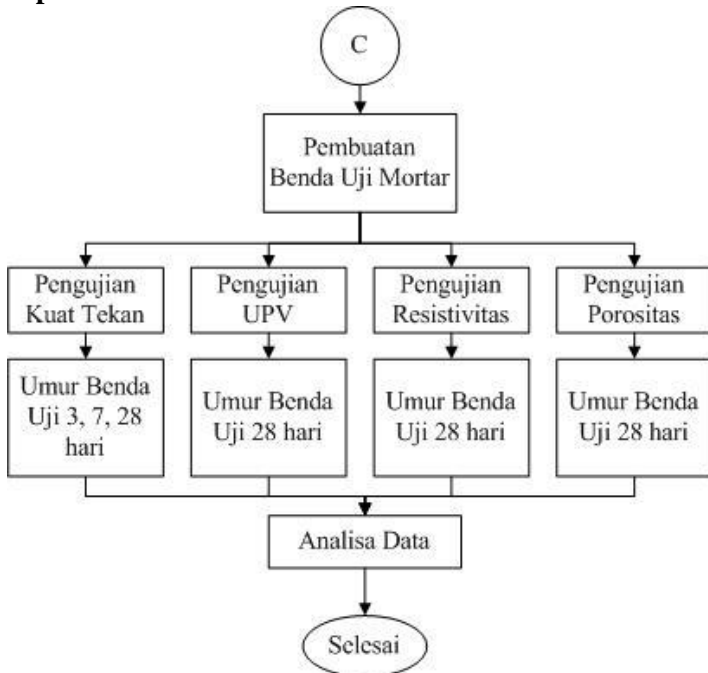 C
Pembuatan
Benda Uji Mortar
Pengujian
Kuat Tekan
Pengujian
UPV
Pengujian
Resistivitas
Pengujian
Porositas
Umur Benda
Uji 3, 7, 28
hari
Umur Benda
Uji 28 hari
Umur Benda
Uji 28 hari
Umur Benda
Uji 28 hari
Analisa Data
Selesai